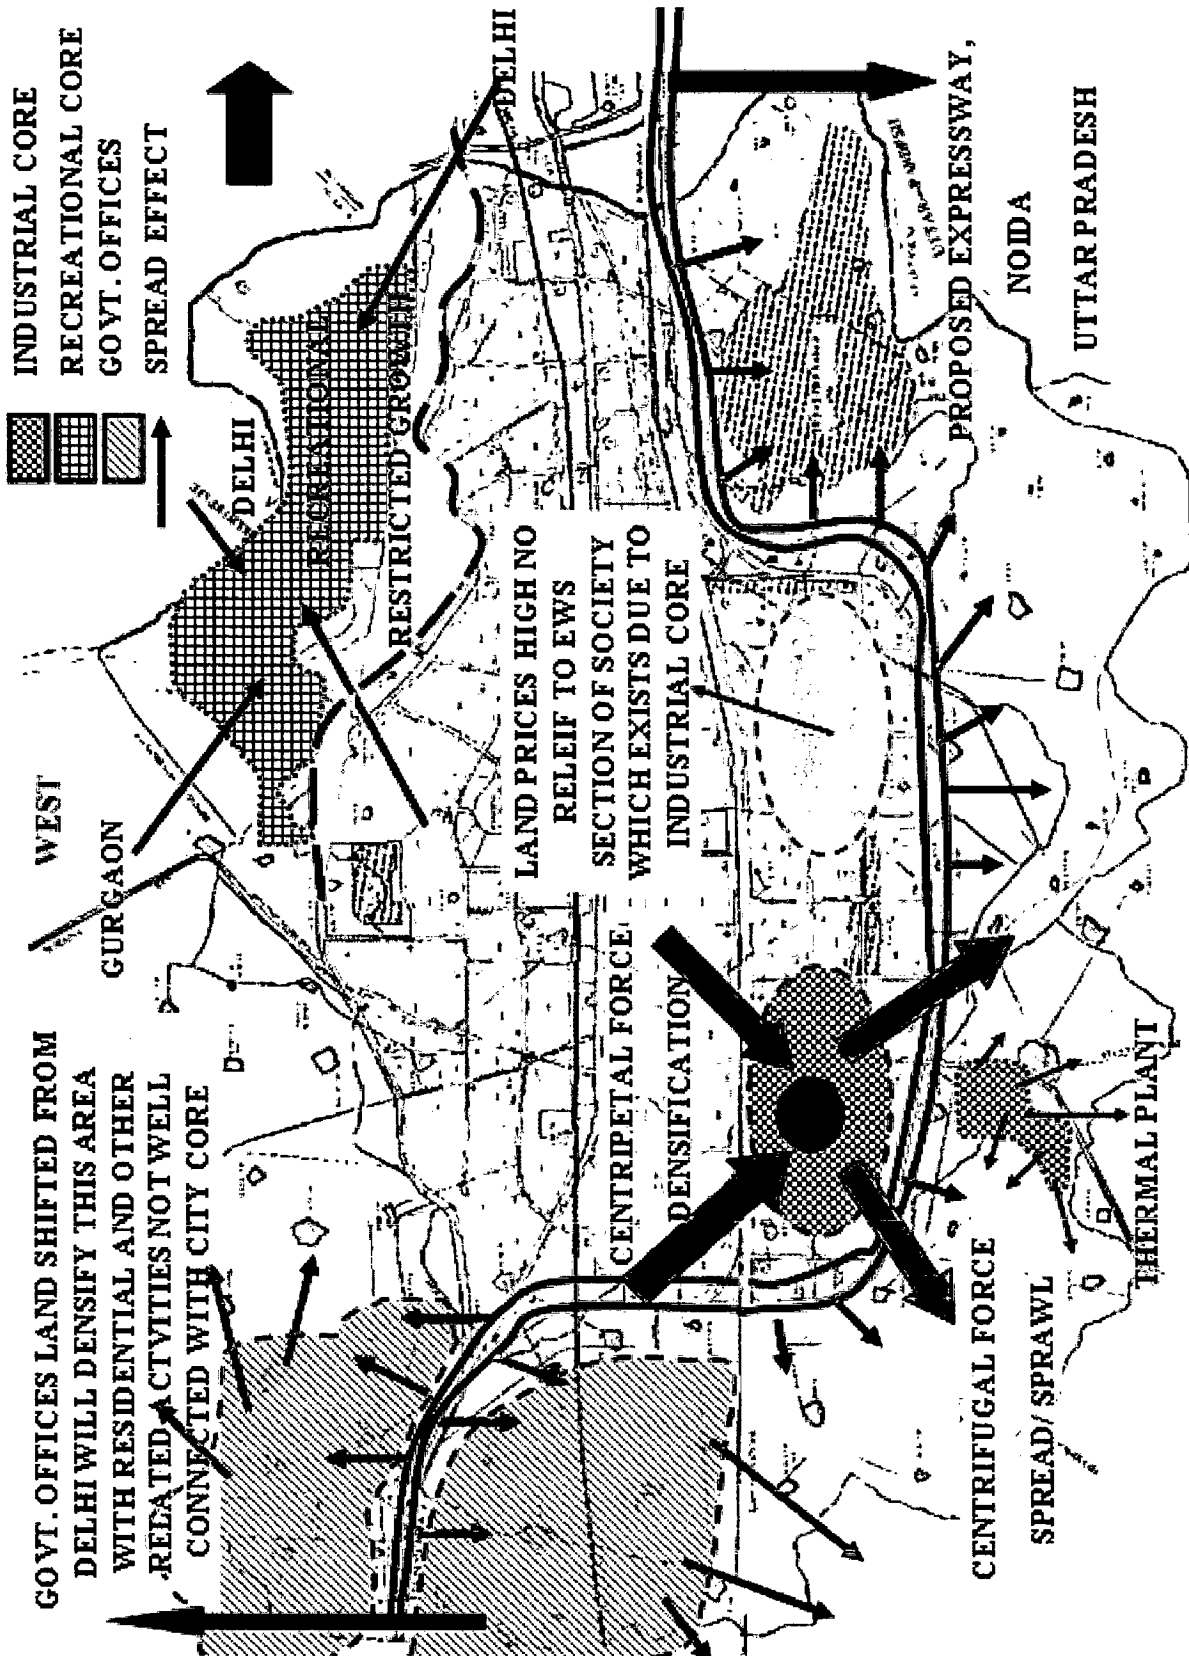 INDUSTRIAL CORE
RECREATIONAL CORE
GOVT. OFFICES
SPREAD EFFECT
GOVT. OFFICES LAND SHIFTED FROM
DELHI WILL DENSIFY THIS AREA
WITH RESIDENTIAL AND OTHER
RELATED ACTVITIES NOT WELL
CONNECTED WITH CITY CORE
WEST
GURGAON
DELHI
RECREATIONAL
RESTRICTED GROWTH
DELHI
LAND PRICES HIGH NO
RELEIF TO EWS
SECTION OF SOCIETY
WHICH EXISTS DUE TO
INDUSTRIAL CORE
CENTRIPETAL FORCE
DENSIFICATION
CENTRIFUGAL FORCE
SPREAD/ SPRAWL
THERMAL PLANT
PROPOSED EXPRESSWAY,
NOIDA
UTTAR PRADESH